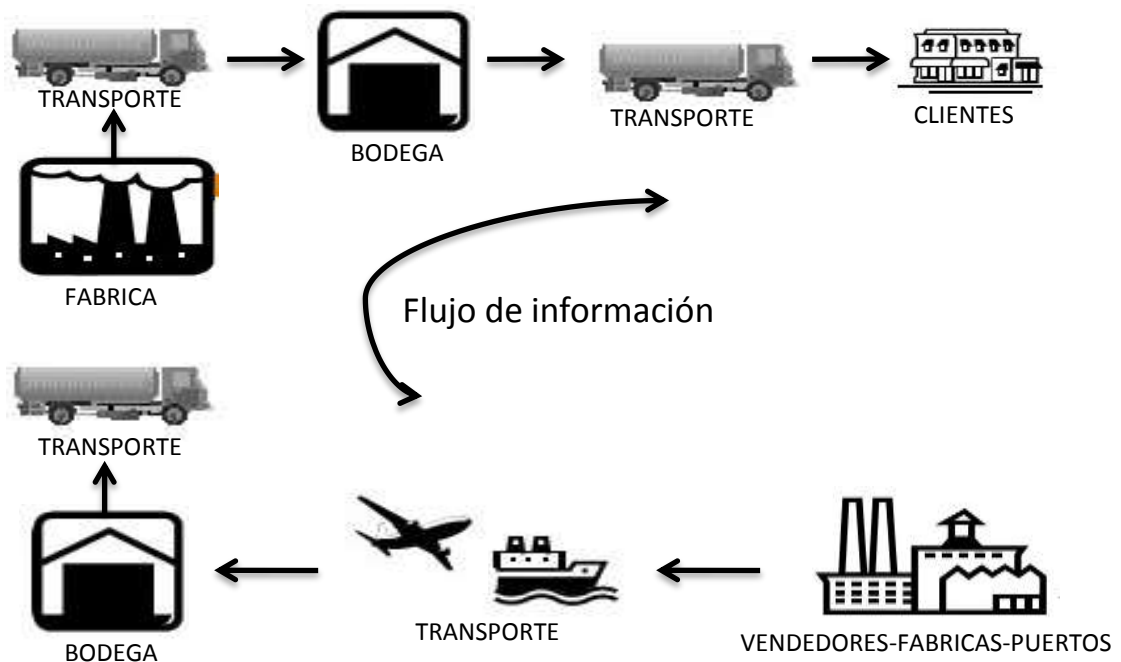 TRANSPORTE
BODEGA
TRANSPORTE
CLIENTES
FABRICA
Flujo de información
TRANSPORTE
BODEGA
TRANSPORTE
VENDEDORES-FABRICAS-PUERTOS